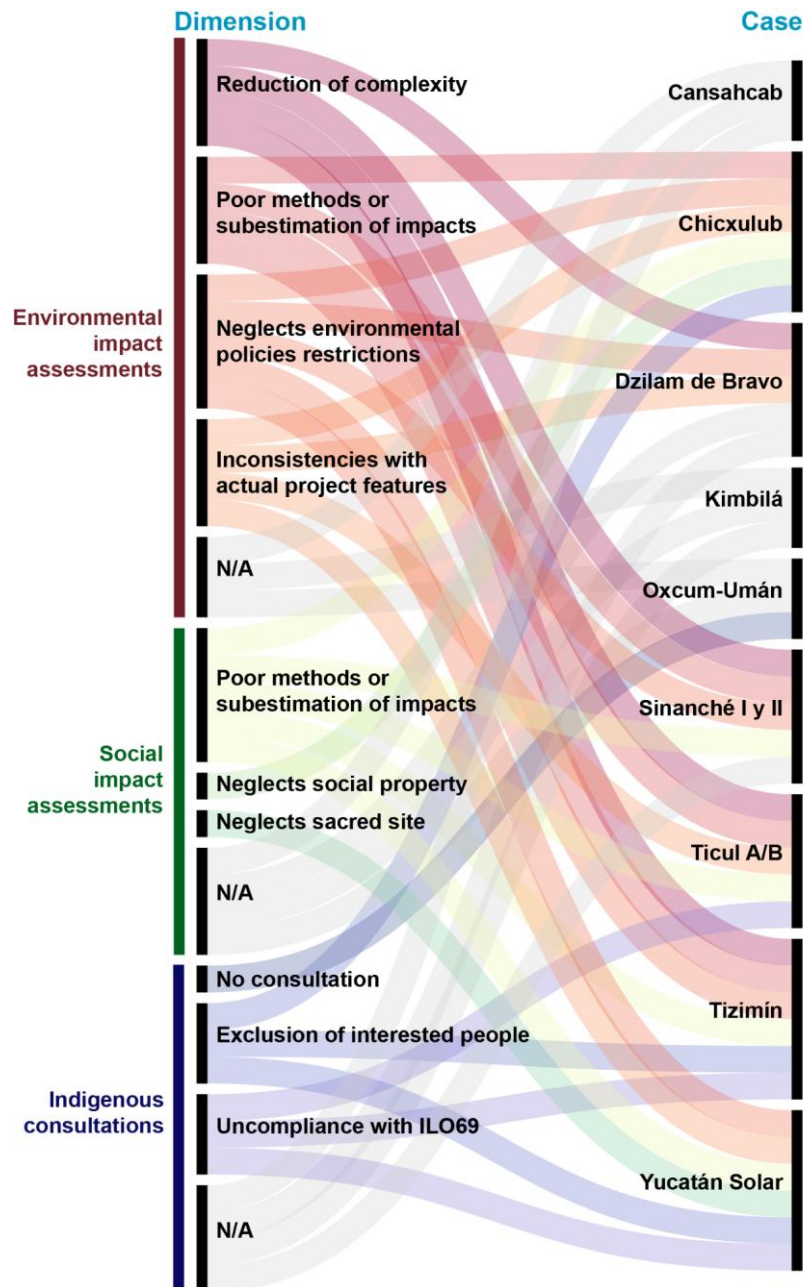 Dimension
Case
Environmental
impact
assessments
Reduction of complexity
Poor methods or
subestimation of impacts
Neglects environmental
policies restrictions
Inconsistencies with
actual project features
N/A
Social
impact
assessments
Poor methods or
subestimation of impacts
Neglects social property
Neglects sacred site
N/A
Indigenous
consultations
No consultation
Exclusion of interested people
Uncompliance with ILO69
N/A
Cansahcab
Chicxulub
Dzilam de Bravo
Kimbilá
Oxcum-Umán
Sinanché I y II
Ticul A/B
Tizimín
Yucatán Solar